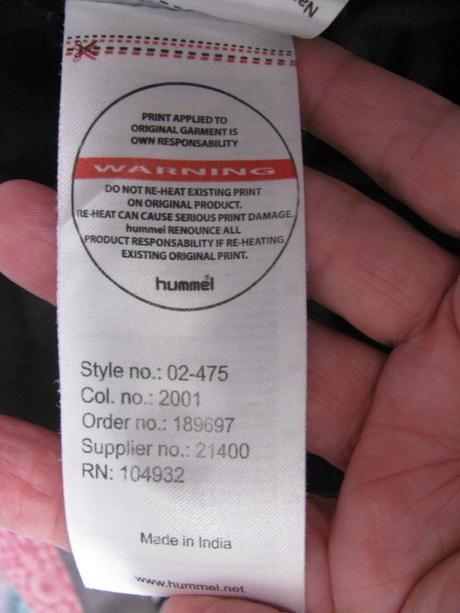 PRINT APPLIED TO
ORIGINAL GARMENT IS
OWN RESPONSABILITY
WARNING
DO NOT RE-HEAT EXISTING PRINT
ON ORIGINAL PRODUCT.
RE-HEAT CAN CAUSE SERIOUS PRINT DAMAGE.
hummel RENOUNCE ALL
PRODUCT RESPONSABILITY IF RE-HEATING
EXISTING ORIGINAL PRINT.
hummel
Style no.: 02-475
Col. no.: 2001
Order no.: 189697
Supplier no.: 21400
RN: 104932
Made in India
www.hummel.net